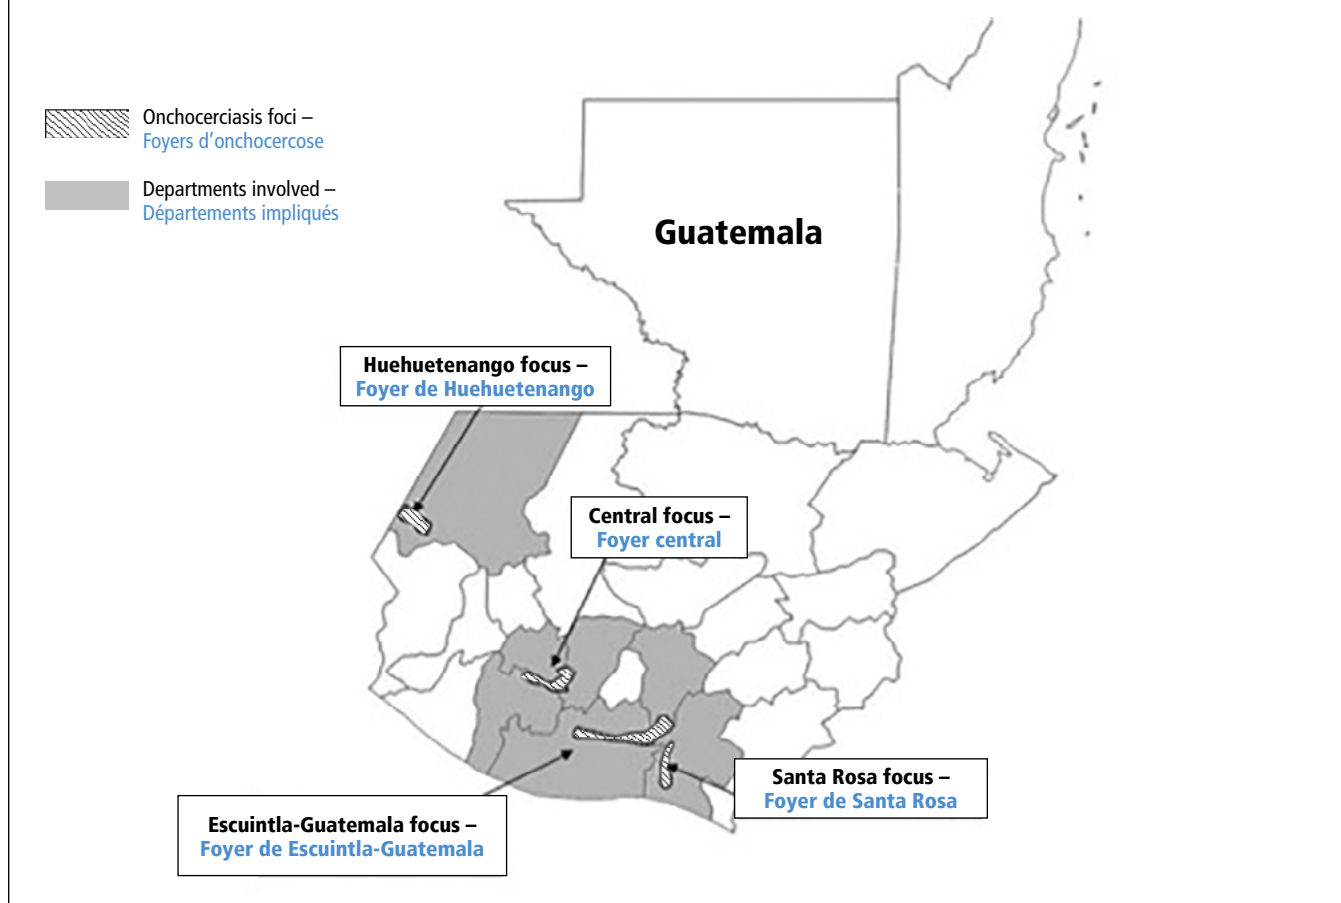 Onchocerciasis foci –
Foyers d’onchocercose
Departments involved –
Départements impliqués
Guatemala
Huehuetenango focus –
Foyer de Huehuetenango
Central focus –
Foyer central
Santa Rosa focus –
Foyer de Santa Rosa
Escuintla-Guatemala focus –
Foyer de Escuintla-Guatemala